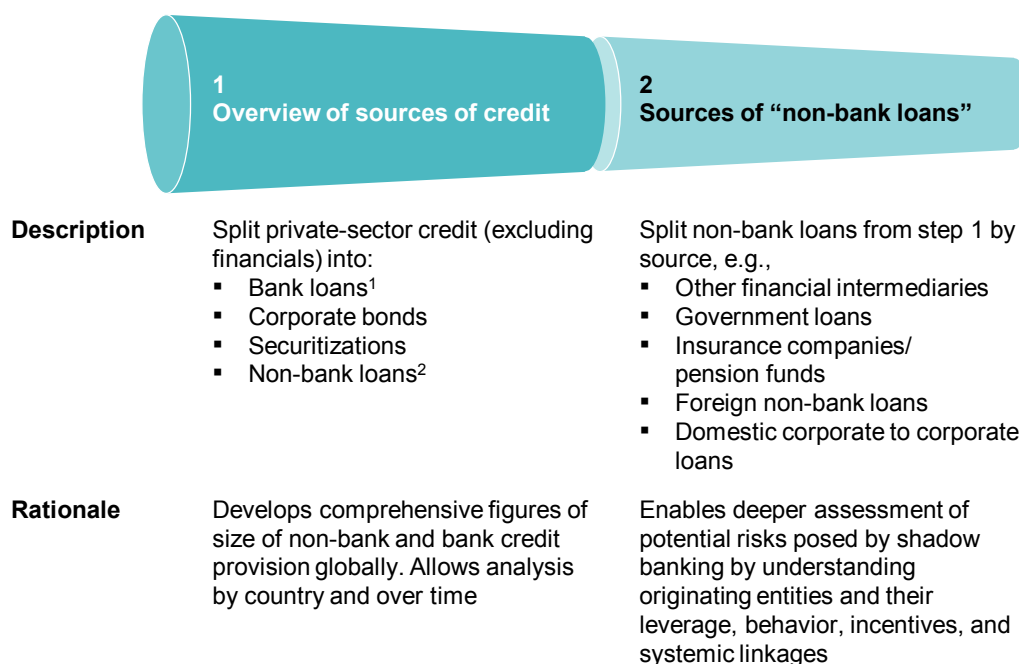 1
Overview of sources of credit
2
Sources of “non-bank loans”
Description
Split private-sector credit (excluding
financials) into:
▪ Bank loans¹
▪ Corporate bonds
▪ Securitizations
▪ Non-bank loans²
Split non-bank loans from step 1 by
source, e.g.,
▪ Other financial intermediaries
▪ Government loans
▪ Insurance companies/
pension funds
▪ Foreign non-bank loans
▪ Domestic corporate to corporate
loans
Rationale
Develops comprehensive figures of
size of non-bank and bank credit
provision globally. Allows analysis
by country and over time
Enables deeper assessment of
potential risks posed by shadow
banking by understanding
originating entities and their
leverage, behavior, incentives, and
systemic linkages